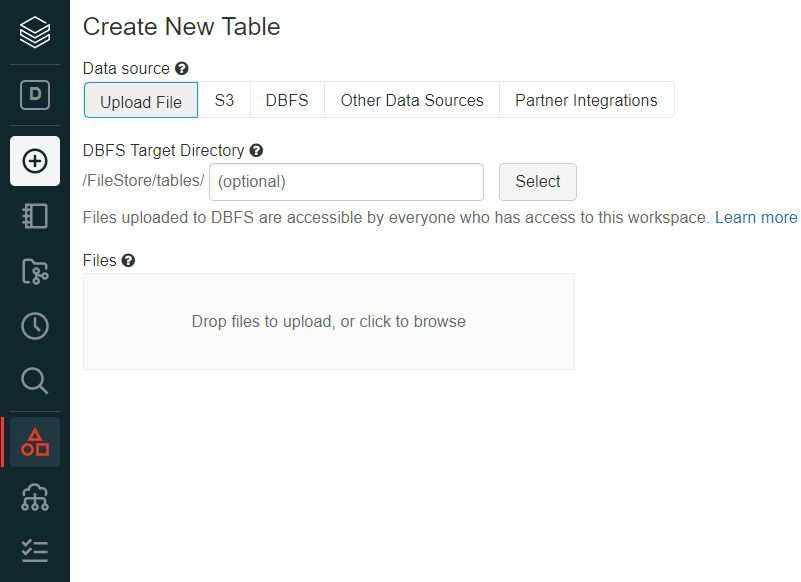 Create New Table
Data source ?
Upload File S3 DBFS Other Data Sources Partner Integrations
DBFS Target Directory ?
/FileStore/tables/ (optional) Select
Files uploaded to DBFS are accessible by everyone who has access to this workspace. Learn more
Files ?
Drop files to upload, or click to browse
D